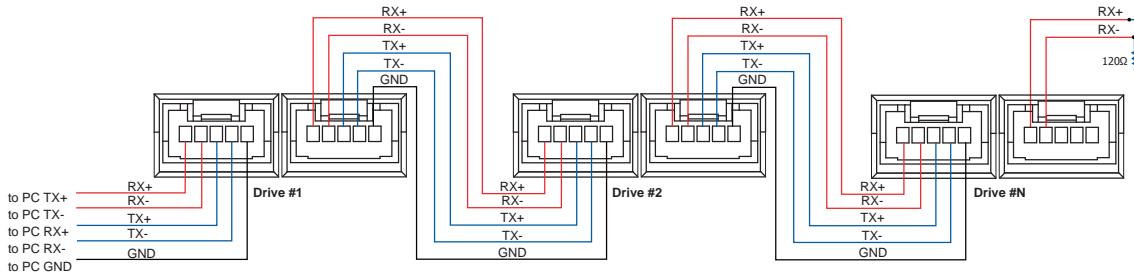 RX+
RX-
TX+
TX-
GND
RX+
RX-
TX+
TX-
GND
RX+
RX-
120Ω
Drive #1
Drive #2
Drive #N
to PC TX+
to PC TX-
to PC RX+
to PC RX-
to PC GND
RX+
RX-
TX+
TX-
GND
RX+
RX-
TX+
TX-
GND
RX+
RX-
TX+
TX-
GND